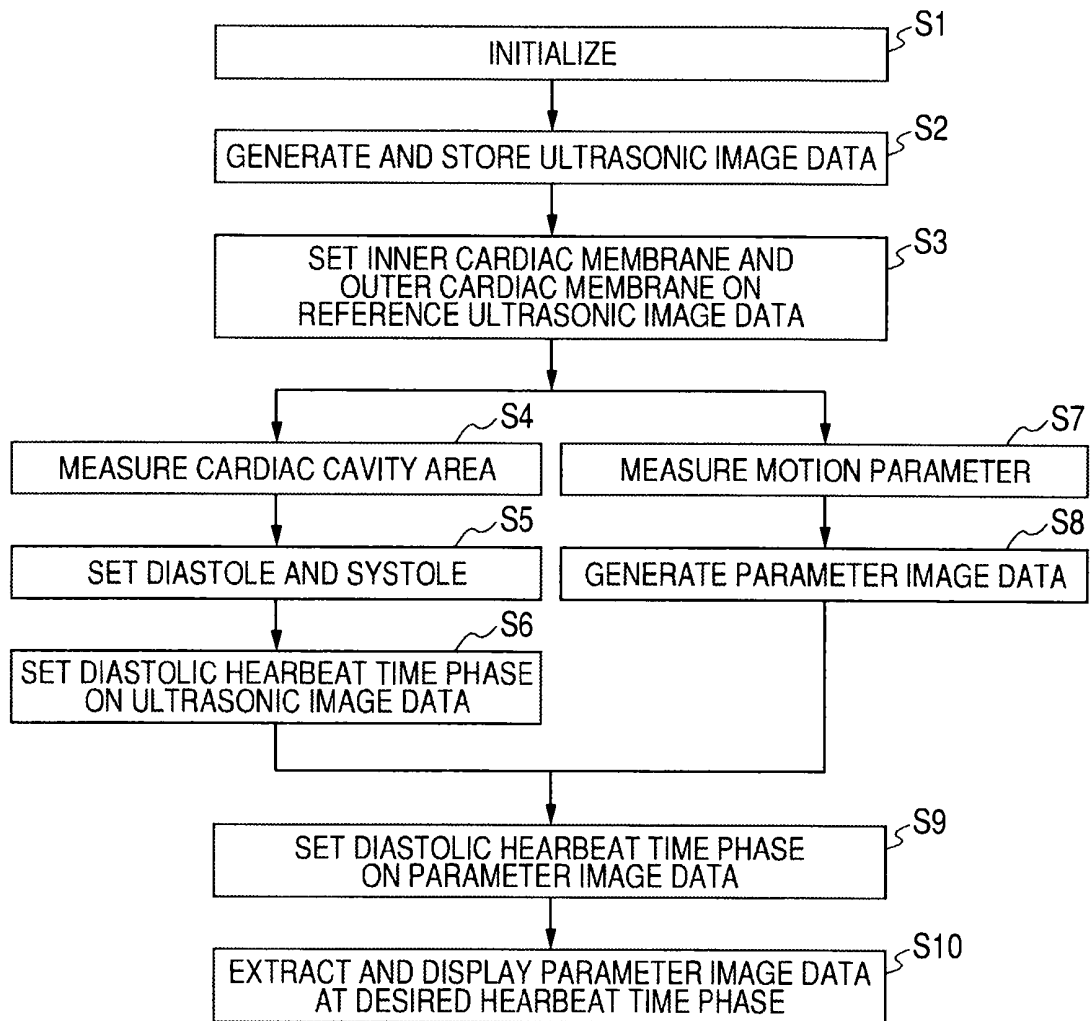 S1
INITIALIZE
S2
GENERATE AND STORE ULTRASONIC IMAGE DATA
S3
SET INNER CARDIAC MEMBRANE AND
OUTER CARDIAC MEMBRANE ON
REFERENCE ULTRASONIC IMAGE DATA
S4
MEASURE CARDIAC CAVITY AREA
S5
SET DIASTOLE AND SYSTOLE
S6
SET DIASTOLIC HEARBEAT TIME PHASE
ON ULTRASONIC IMAGE DATA
S7
MEASURE MOTION PARAMETER
S8
GENERATE PARAMETER IMAGE DATA
S9
SET DIASTOLIC HEARBEAT TIME PHASE
ON PARAMETER IMAGE DATA
S10
EXTRACT AND DISPLAY PARAMETER IMAGE DATA
AT DESIRED HEARBEAT TIME PHASE